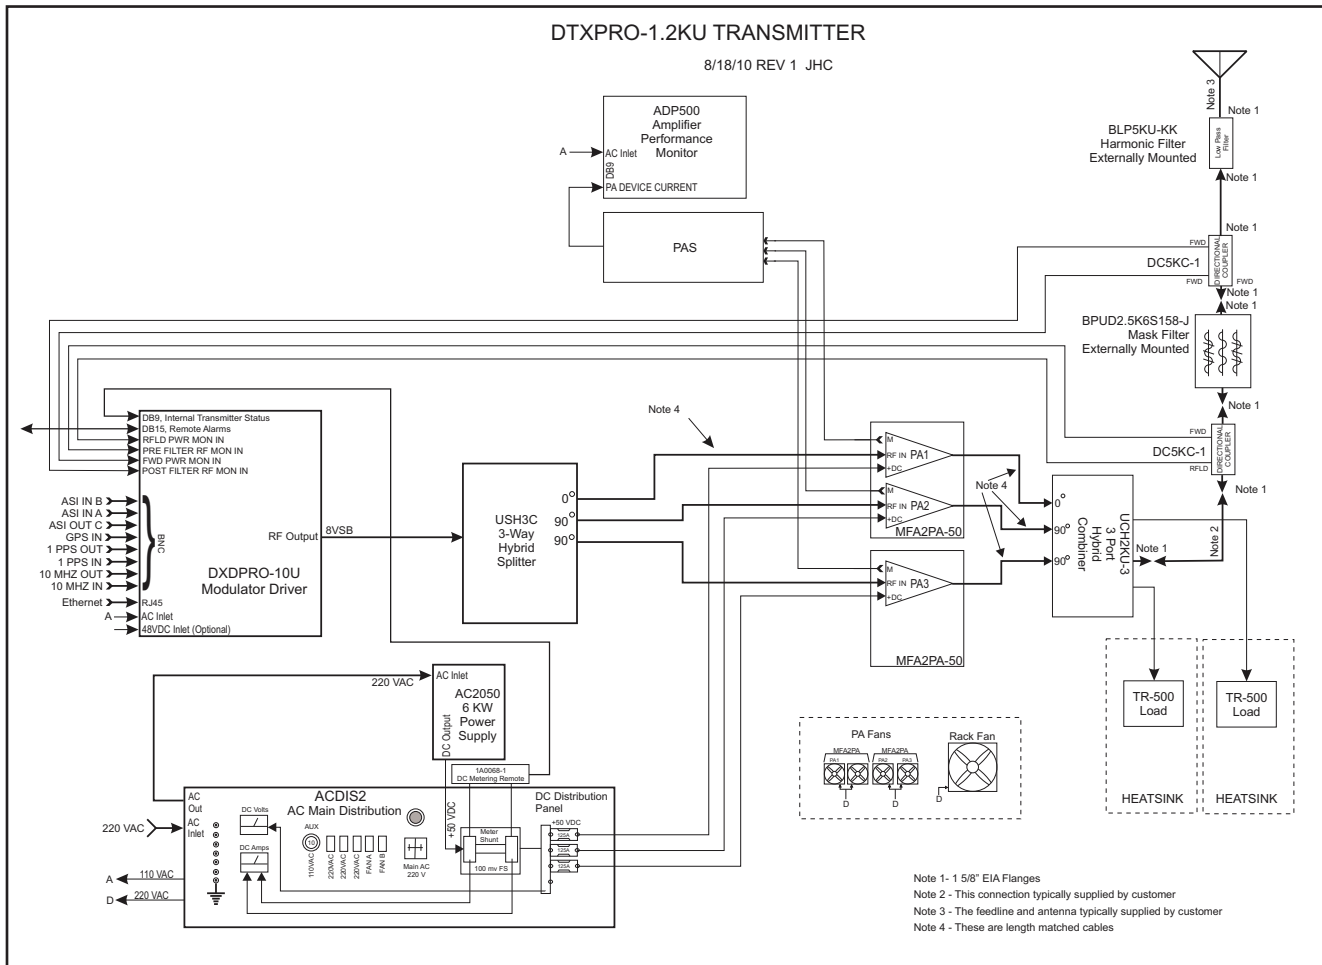 DTXPRO-1.2KU TRANSMITTER
8/18/10 REV 1 JHC
ADP500
Amplifier
Performance
Monitor
A
AC Inlet
DB9
PA DEVICE CURRENT
PAS
Note 3
Note 1
BLP5KU-KK
Harmonic Filter
Externally Mounted
Low Pass
Filter
Note 1
Note 1
FWD
DC5KC-1
DIRECTIONAL
COUPLER
FWD
FWD
Note 1
Note 1
BPUD2.5K6S158-J
Mask Filter
Externally Mounted
Note 1
FWD
DC5KC-1
DIRECTIONAL
COUPLER
RFLD
Note 1
Note 2
DB9, Internal Transmitter Status
DB15, Remote Alarms
RFLD PWR MON IN
PRE FILTER RF MON IN
FWD PWR MON IN
POST FILTER RF MON IN
ASI IN B
ASI IN A
ASI OUT C
GPS IN
1 PPS OUT
1 PPS IN
10 MHZ OUT
10 MHZ IN
BNC
Ethernet
RJ45
A
AC Inlet
48VDC Inlet (Optional)
RF Output
8VSB
DXDPRO-10U
Modulator Driver
USH3C
3-Way
Hybrid
Splitter
0°
90°
90°
Note 4
M
RF IN
+DC
PA1
M
RF IN
+DC
PA2
MFA2PA-50
M
RF IN
+DC
PA3
MFA2PA-50
Note 4
0°
90°
90°
UCH2KU-3
3 Port
Hybrid
Combiner
Note 1
TR-500
Load
HEATSINK
TR-500
Load
HEATSINK
220 VAC
AC Inlet
AC2050
6 KW
Power
Supply
DC Output
1A0068-1
DC Metering Remote
PA Fans
MFA2PA
MFA2PA
PA1
PA2
PA3
D
D
Rack Fan
D
AC
Out
AC
Inlet
220 VAC
A
110 VAC
D
220 VAC
ACDIS2
AC Main Distribution
DC Volts
DC Amps
AUX
10
110VAC
220VAC
220VAC
FAN A
FAN B
Main AC
220 V
+50 VDC
Meter
Shunt
100 mv FS
DC Distribution
Panel
+50 VDC
125A
125A
125A
Note 1- 1 5/8" EIA Flanges
Note 2 - This connection typically supplied by customer
Note 3 - The feedline and antenna typically supplied by customer
Note 4 - These are length matched cables